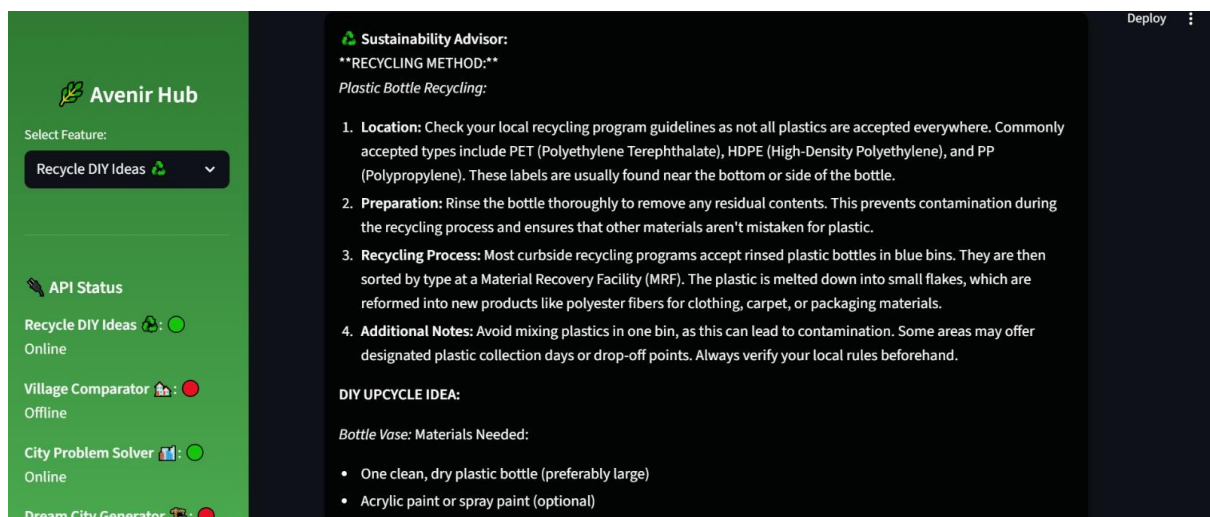 Deploy
Avenir Hub
Select Feature:
Recycle DIY Ideas
API Status
Recycle DIY Ideas :
Online
Village Comparator :
Offline
City Problem Solver :
Online
Dream City Generator :
Sustainability Advisor:
**RECYCLING METHOD:**
Plastic Bottle Recycling:
1. Location: Check your local recycling program guidelines as not all plastics are accepted everywhere. Commonly
accepted types include PET (Polyethylene Terephthalate), HDPE (High-Density Polyethylene), and PP
(Polypropylene). These labels are usually found near the bottom or side of the bottle.
2. Preparation: Rinse the bottle thoroughly to remove any residual contents. This prevents contamination during
the recycling process and ensures that other materials aren't mistaken for plastic.
3. Recycling Process: Most curbside recycling programs accept rinsed plastic bottles in blue bins. They are then
sorted by type at a Material Recovery Facility (MRF). The plastic is melted down into small flakes, which are
reformed into new products like polyester fibers for clothing, carpet, or packaging materials.
4. Additional Notes: Avoid mixing plastics in one bin, as this can lead to contamination. Some areas may offer
designated plastic collection days or drop-off points. Always verify your local rules beforehand.
DIY UPCYCLE IDEA:
Bottle Vase: Materials Needed:
• One clean, dry plastic bottle (preferably large)
• Acrylic paint or spray paint (optional)